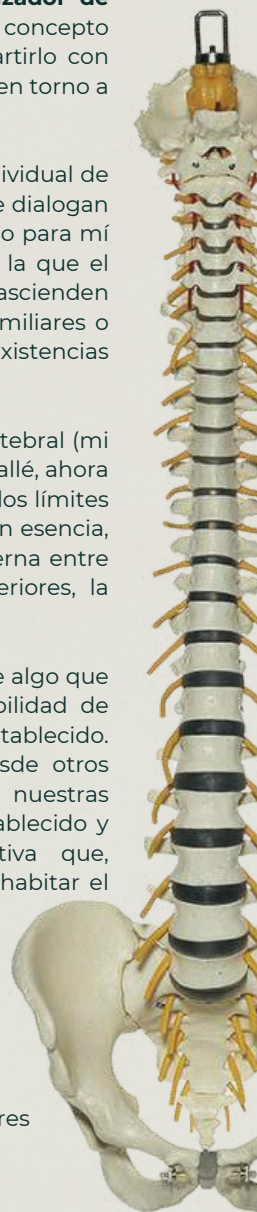 izador de
concepto
artirlo con
en torno a
ividual de
e dialogan
o para mí
la que el
ascienden
miliares o
xistencias
tebral (mi
allé, ahora
los límites
n esencia,
erna entre
eriores, la
e algo que
bilidad de
tablecido.
sde otros
nuestras
ablecido y
tiva que,
habitar el
res